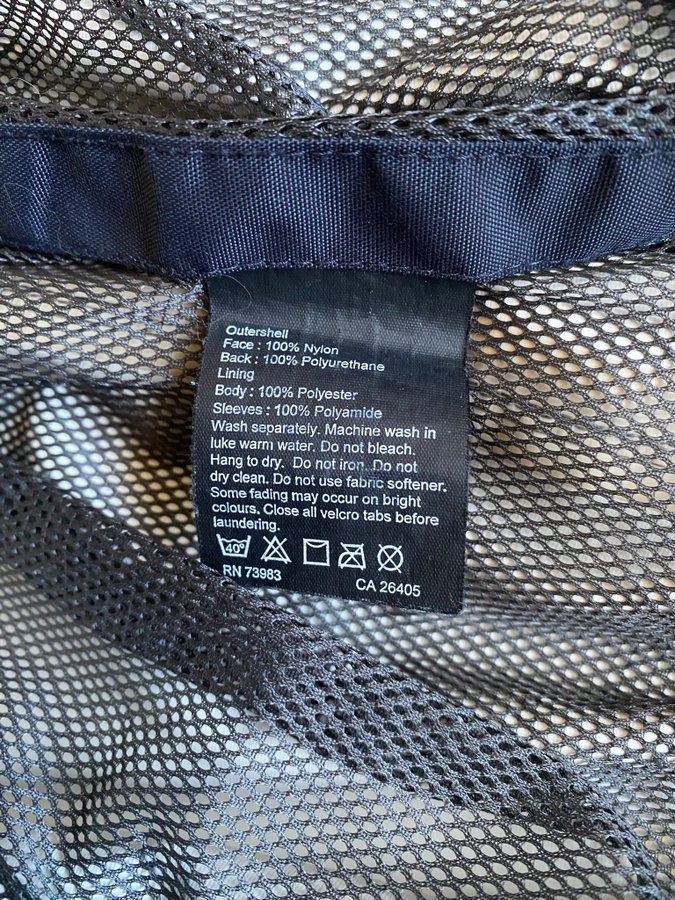 Outershell
Face : 100% Nylon
Back : 100% Polyurethane
Lining
Body : 100% Polyester
Sleeves : 100% Polyamide
Wash separately. Machine wash in
luke warm water. Do not bleach.
Hang to dry. Do not iron. Do not
dry clean. Do not use fabric softener.
Some fading may occur on bright
colours. Close all velcro tabs before
laundering.
40°
RN 73983 CA 26405